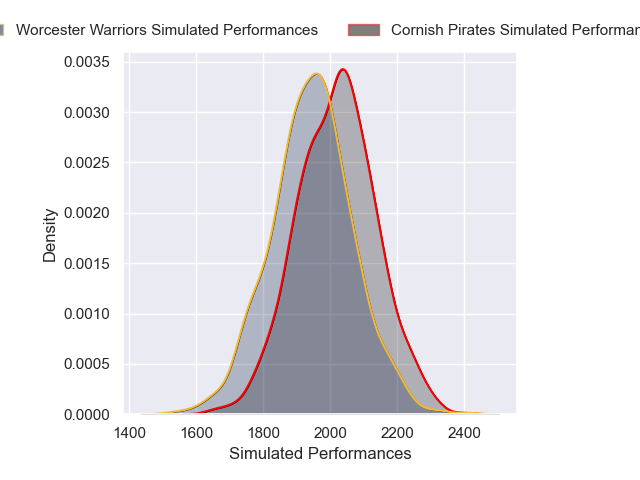 Worcester Warriors Simulated Performances
Cornish Pirates Simulated Performan
0.0035
0.0030
0.0025
0.0020
0.0015
0.0010
0.0005
0.0000
Density
1400 1600 1800 2000 2200 2400
Simulated Performances